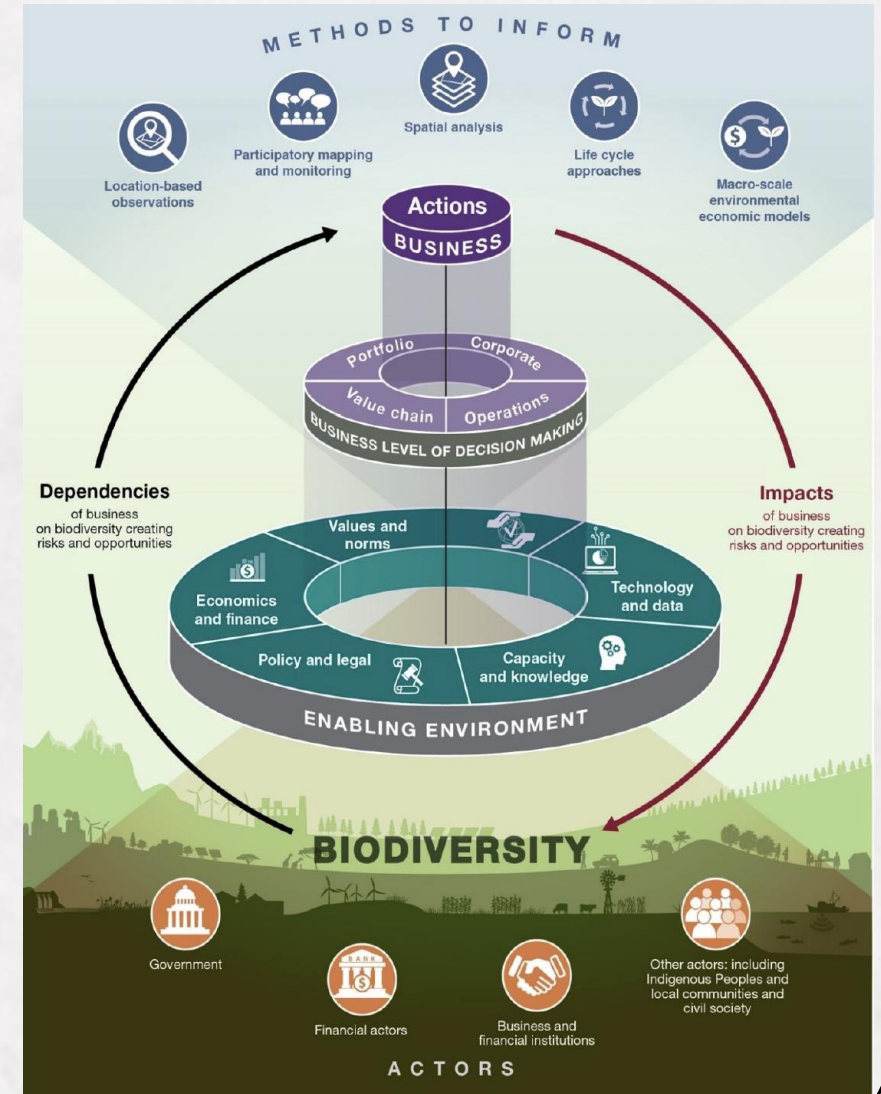 METHODS TO INFORM
Location-based
observations
Participatory mapping
and monitoring
Spatial analysis
Life cycle
approaches
Macro-scale
environmental
economic models
Actions
BUSINESS
Portfolio
Corporate
Value chain
Operations
BUSINESS LEVEL OF DECISION MAKING
Dependencies
of business
on biodiversity creating
risks and opportunities
Impacts
of business
on biodiversity creating
risks and opportunities
Values and
norms
Economics
and finance
Technology
and data
Policy and legal
Capacity
and knowledge
ENABLING ENVIRONMENT
BIODIVERSITY
Government
BANK
Financial actors
Business and
financial institutions
Other actors: including
Indigenous Peoples and
local communities and
civil society
ACTORS